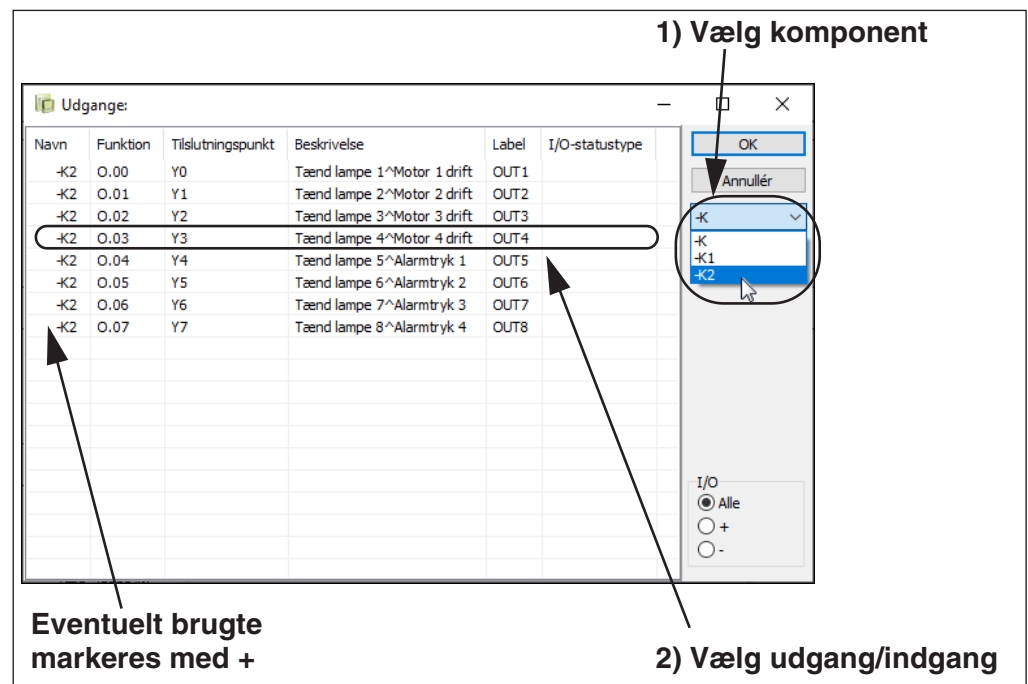 1) Vælg komponent
Udgange:
Navn Funktion Tilslutningspunkt Beskrivelse Label I/O-statustype
-K2 O.00 Y0 Tænd lampe 1^Motor 1 drift OUT1
-K2 O.01 Y1 Tænd lampe 2^Motor 2 drift OUT2
-K2 O.02 Y2 Tænd lampe 3^Motor 3 drift OUT3
-K2 O.03 Y3 Tænd lampe 4^Motor 4 drift OUT4
-K2 O.04 Y4 Tænd lampe 5^Alarmtryk 1 OUT5
-K2 O.05 Y5 Tænd lampe 6^Alarmtryk 2 OUT6
-K2 O.06 Y6 Tænd lampe 7^Alarmtryk 3 OUT7
-K2 O.07 Y7 Tænd lampe 8^Alarmtryk 4 OUT8
OK
Annullér
-K
-K
-K1
-K2
I/O
Alle
+
-
Eventuelt brugte
markeres med +
2) Vælg udgang/indgang